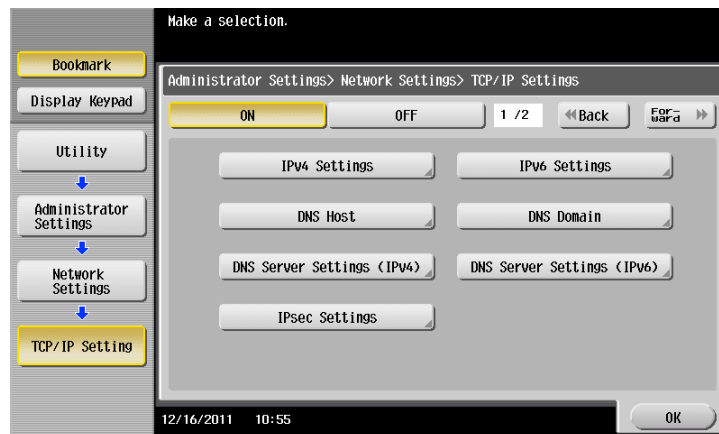 Make a selection.
Bookmark
Display Keypad
Utility
Administrator
Settings
Network
Settings
TCP/IP Setting
Administrator Settings> Network Settings> TCP/IP Settings
ON
OFF
1 /2
Back
For-
ward
IPv4 Settings
IPv6 Settings
DNS Host
DNS Domain
DNS Server Settings (IPv4)
DNS Server Settings (IPv6)
IPsec Settings
12/16/2011 10:55
OK